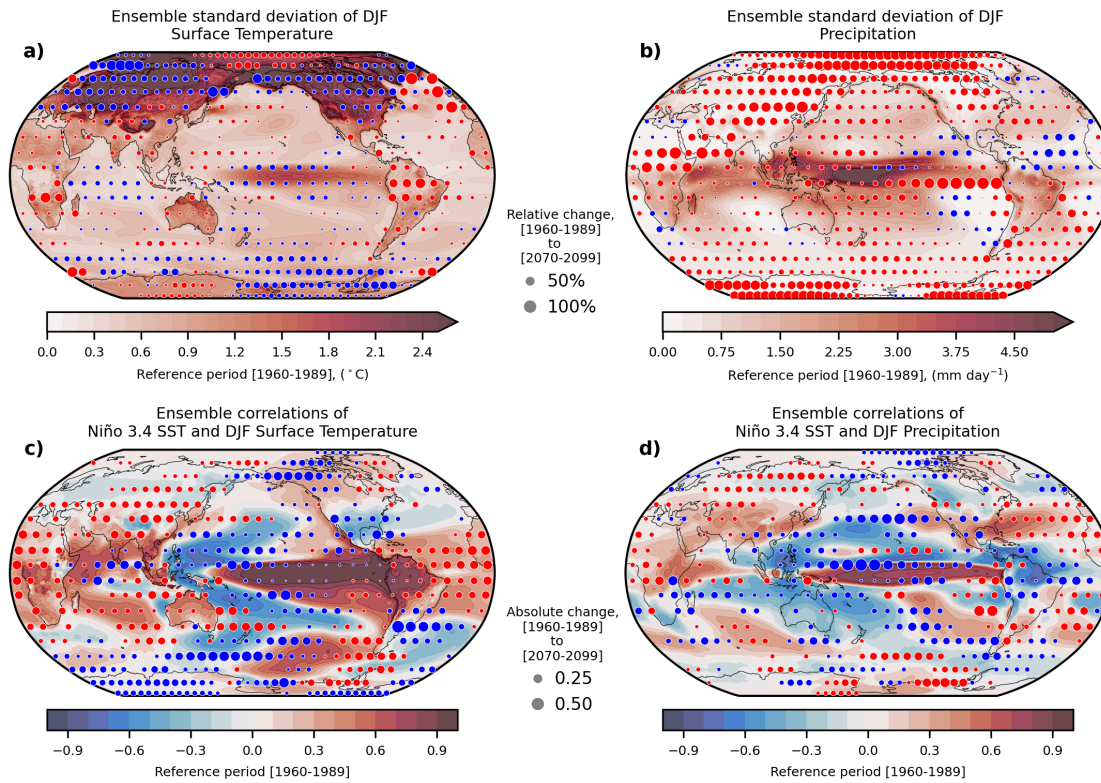 Ensemble standard deviation of DJF
Surface Temperature
a)
Ensemble standard deviation of DJF
Precipitation
b)
Relative change,
[1960-1989]
to
[2070-2099]
50%
100%
0.0 0.3 0.6 0.9 1.2 1.5 1.8 2.1 2.4
Reference period [1960-1989], (°C)
0.00 0.75 1.50 2.25 3.00 3.75 4.50
Reference period [1960-1989], (mm day⁻¹)
Ensemble correlations of
Niño 3.4 SST and DJF Surface Temperature
c)
Ensemble correlations of
Niño 3.4 SST and DJF Precipitation
d)
Absolute change,
[1960-1989]
to
[2070-2099]
0.25
0.50
−0.9 −0.6 −0.3 0.0 0.3 0.6 0.9
Reference period [1960-1989]
−0.9 −0.6 −0.3 0.0 0.3 0.6 0.9
Reference period [1960-1989]